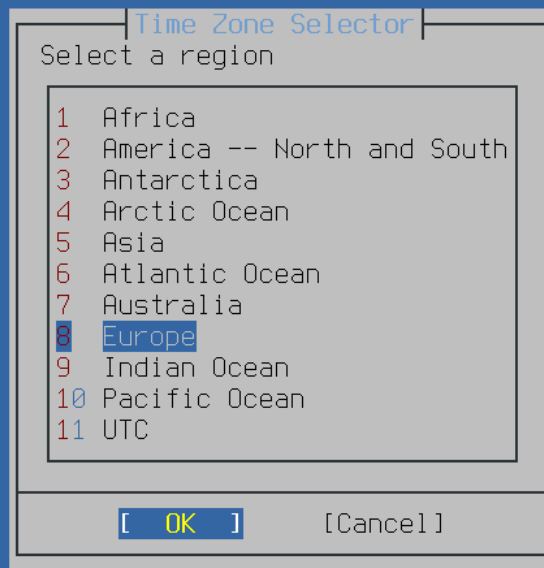 Time Zone Selector
Select a region
1 Africa
2 America -- North and South
3 Antarctica
4 Arctic Ocean
5 Asia
6 Atlantic Ocean
7 Australia
8 Europe
9 Indian Ocean
10 Pacific Ocean
11 UTC
[ OK ] [Cancel]